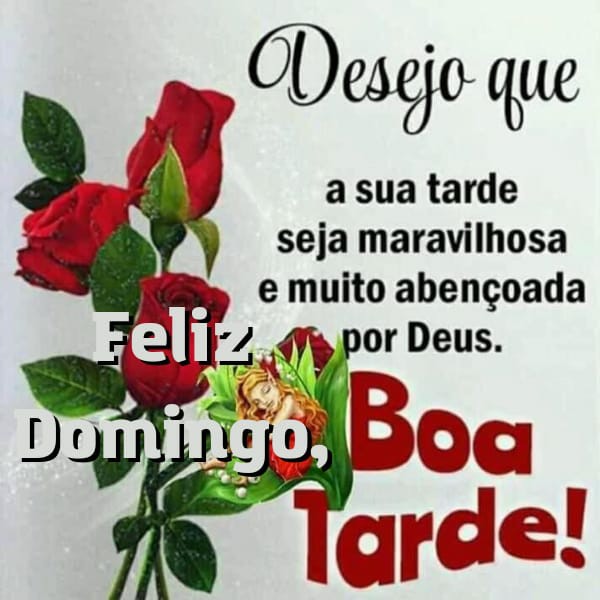 Desejo que
a sua tarde
seja maravilhosa
e muito abençoada
por Deus.
Feliz
Domingo,
Boa
Tarde!